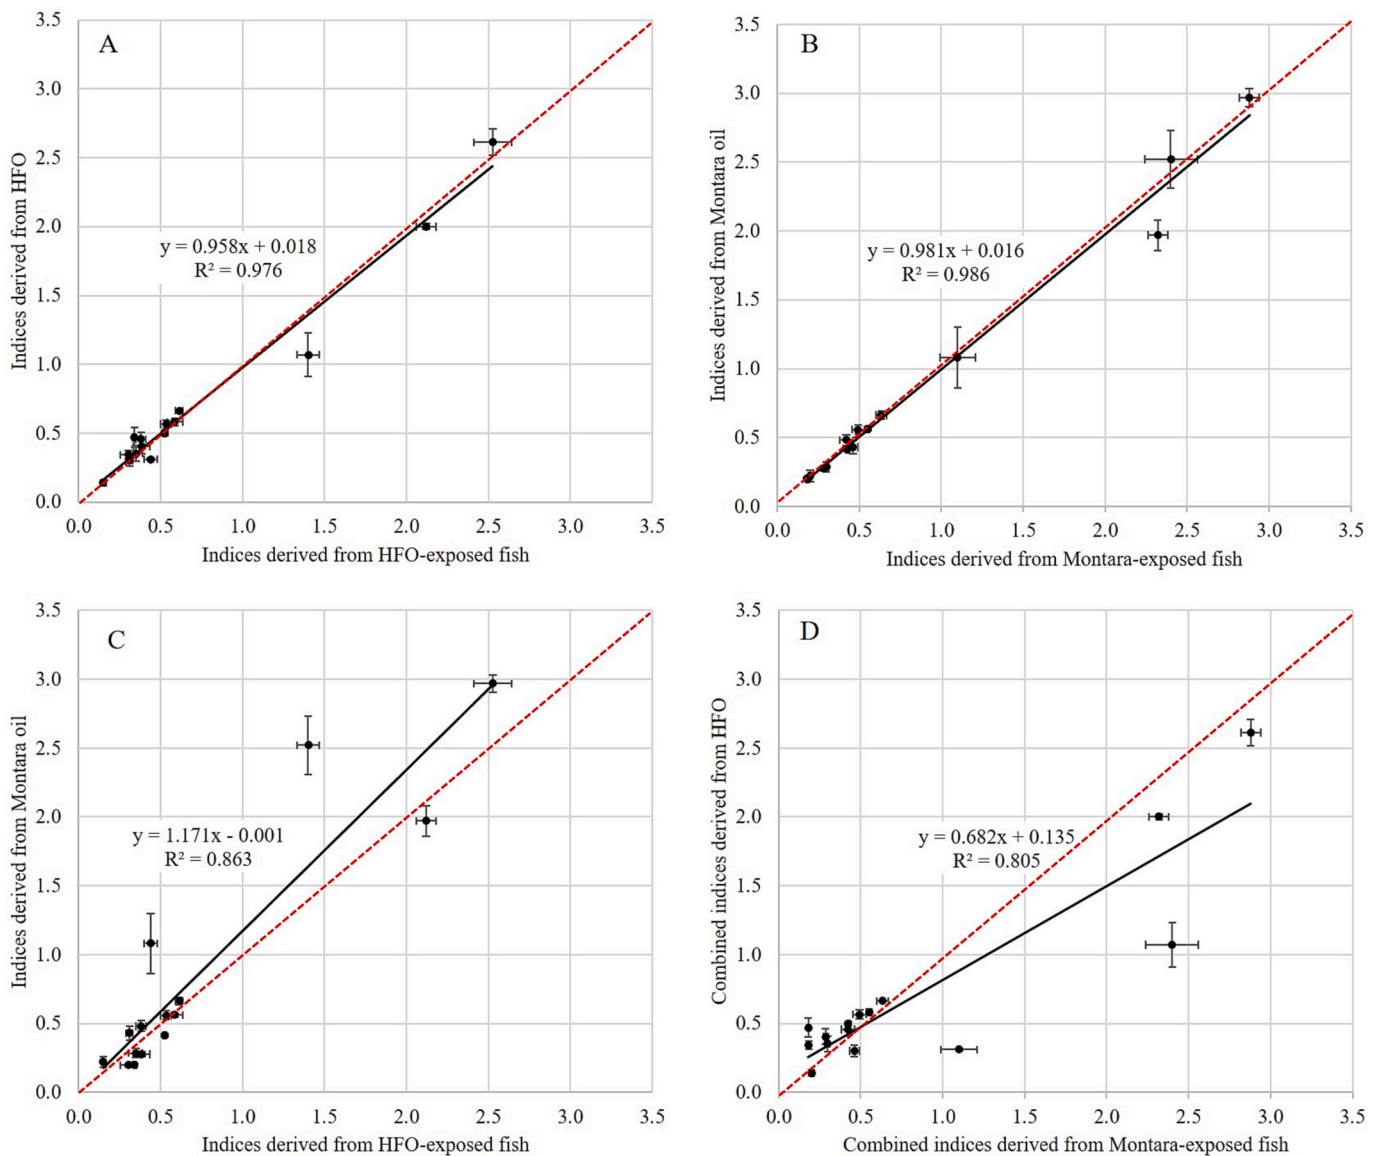 A
3.5
3.0
2.5
2.0
1.5
1.0
0.5
0.0
Indices derived from HFO
y = 0.958x + 0.018
R² = 0.976
0.0 0.5 1.0 1.5 2.0 2.5 3.0 3.5
Indices derived from HFO-exposed fish
B
3.5
3.0
2.5
2.0
1.5
1.0
0.5
0.0
Indices derived from Montara oil
y = 0.981x + 0.016
R² = 0.986
0.0 0.5 1.0 1.5 2.0 2.5 3.0 3.5
Indices derived from Montara-exposed fish
C
3.5
3.0
2.5
2.0
1.5
1.0
0.5
0.0
Indices derived from Montara oil
y = 1.171x - 0.001
R² = 0.863
0.0 0.5 1.0 1.5 2.0 2.5 3.0 3.5
Indices derived from HFO-exposed fish
D
3.5
3.0
2.5
2.0
1.5
1.0
0.5
0.0
Combined indices derived from HFO
y = 0.682x + 0.135
R² = 0.805
0.0 0.5 1.0 1.5 2.0 2.5 3.0 3.5
Combined indices derived from Montara-exposed fish